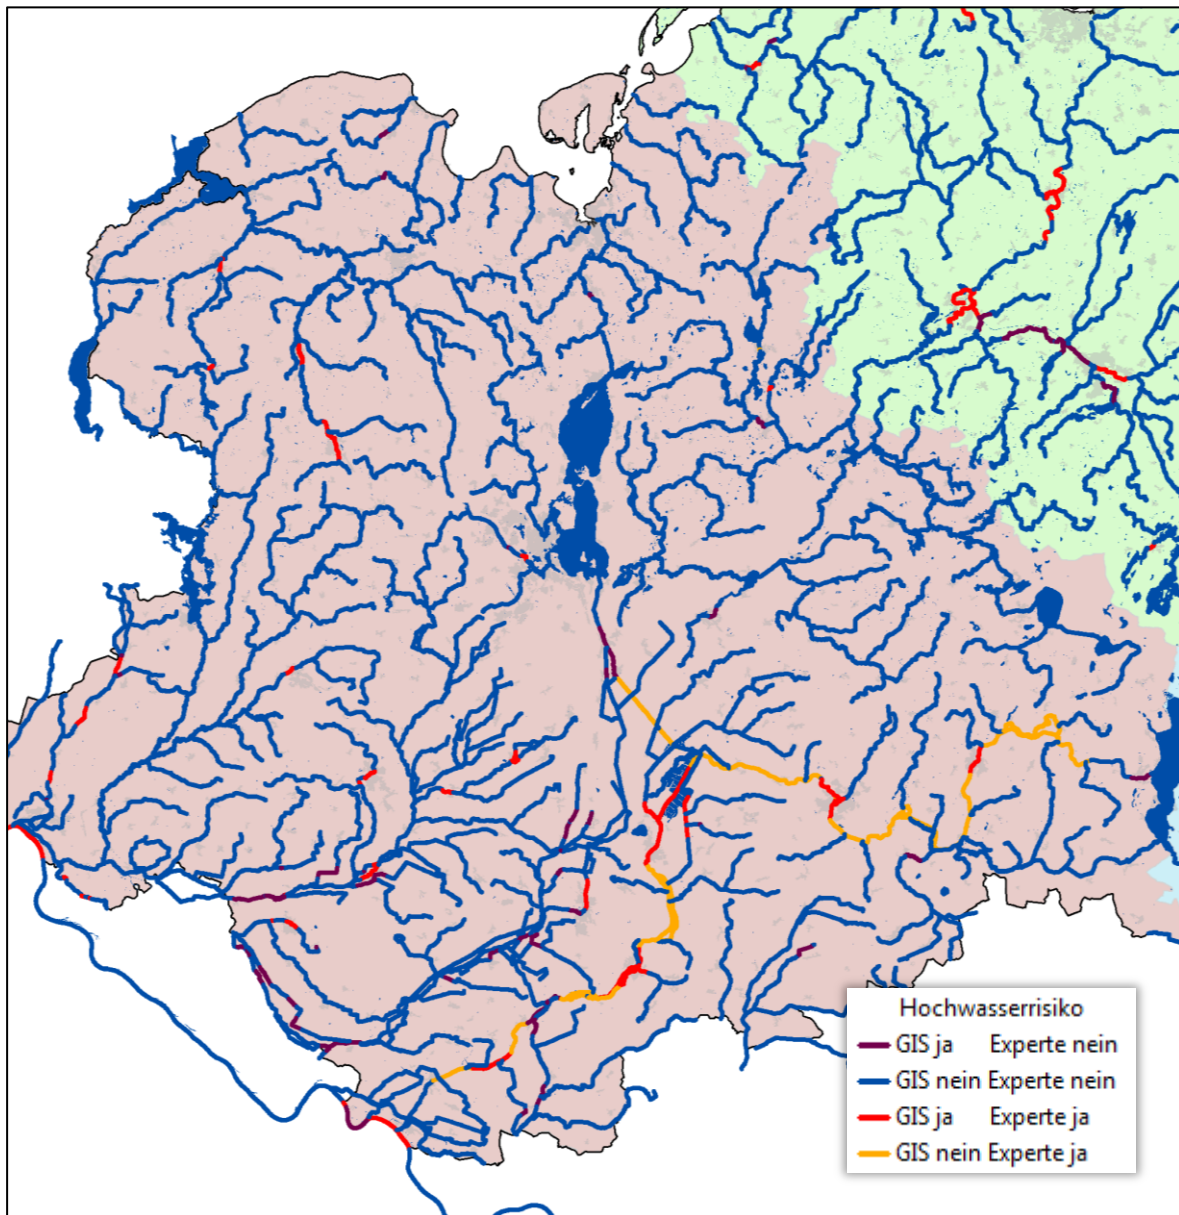 Hochwasserrisiko
GIS ja Experte nein
GIS nein Experte nein
GIS ja Experte ja
GIS nein Experte ja